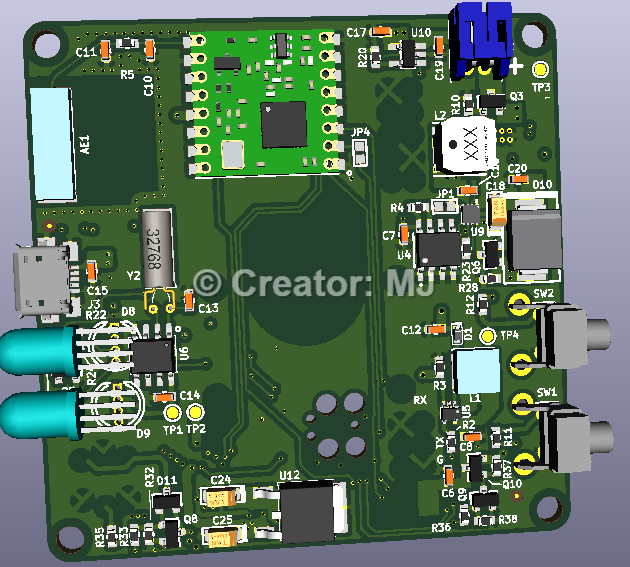 C11
R5
C10
C17
R20
U10
C19
+
TP3
AE1
JP4
R10
Q3
L2
XXX
C20
R4
JP1
C18
D10
C7
U4
U9
R23
Q6
R28
32768
Y2
© Creator: MJ
C15
J3
R22
D8
C13
R12
SW2
U6
C12
D1
TP4
R3
L1
C14
RX
U5
SW1
TP1
TP2
D9
R2
TX
C8
R11
G
R37
C6
Q9
Q10
R32
D11
C24
U12
Q8
C25
R35
R33
R36
R38